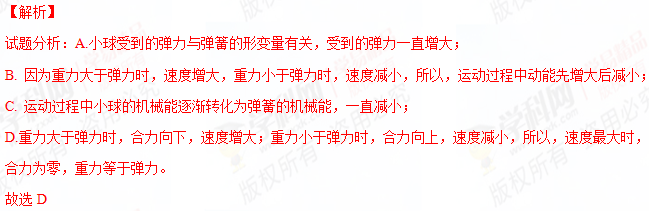 【解析】
试题分析：A.小球受到的弹力与弹簧的形变量有关，受到的弹力一直增大；
B. 因为重力大于弹力时，速度增大，重力小于弹力时，速度减小，所以，运动过程中动能先增大后减小；
C. 运动过程中小球的机械能逐渐转化为弹簧的机械能，一直减小；
D.重力大于弹力时，合力向下，速度增大；重力小于弹力时，合力向上，速度减小，所以，速度最大时，
合力为零，重力等于弹力。
故选 D